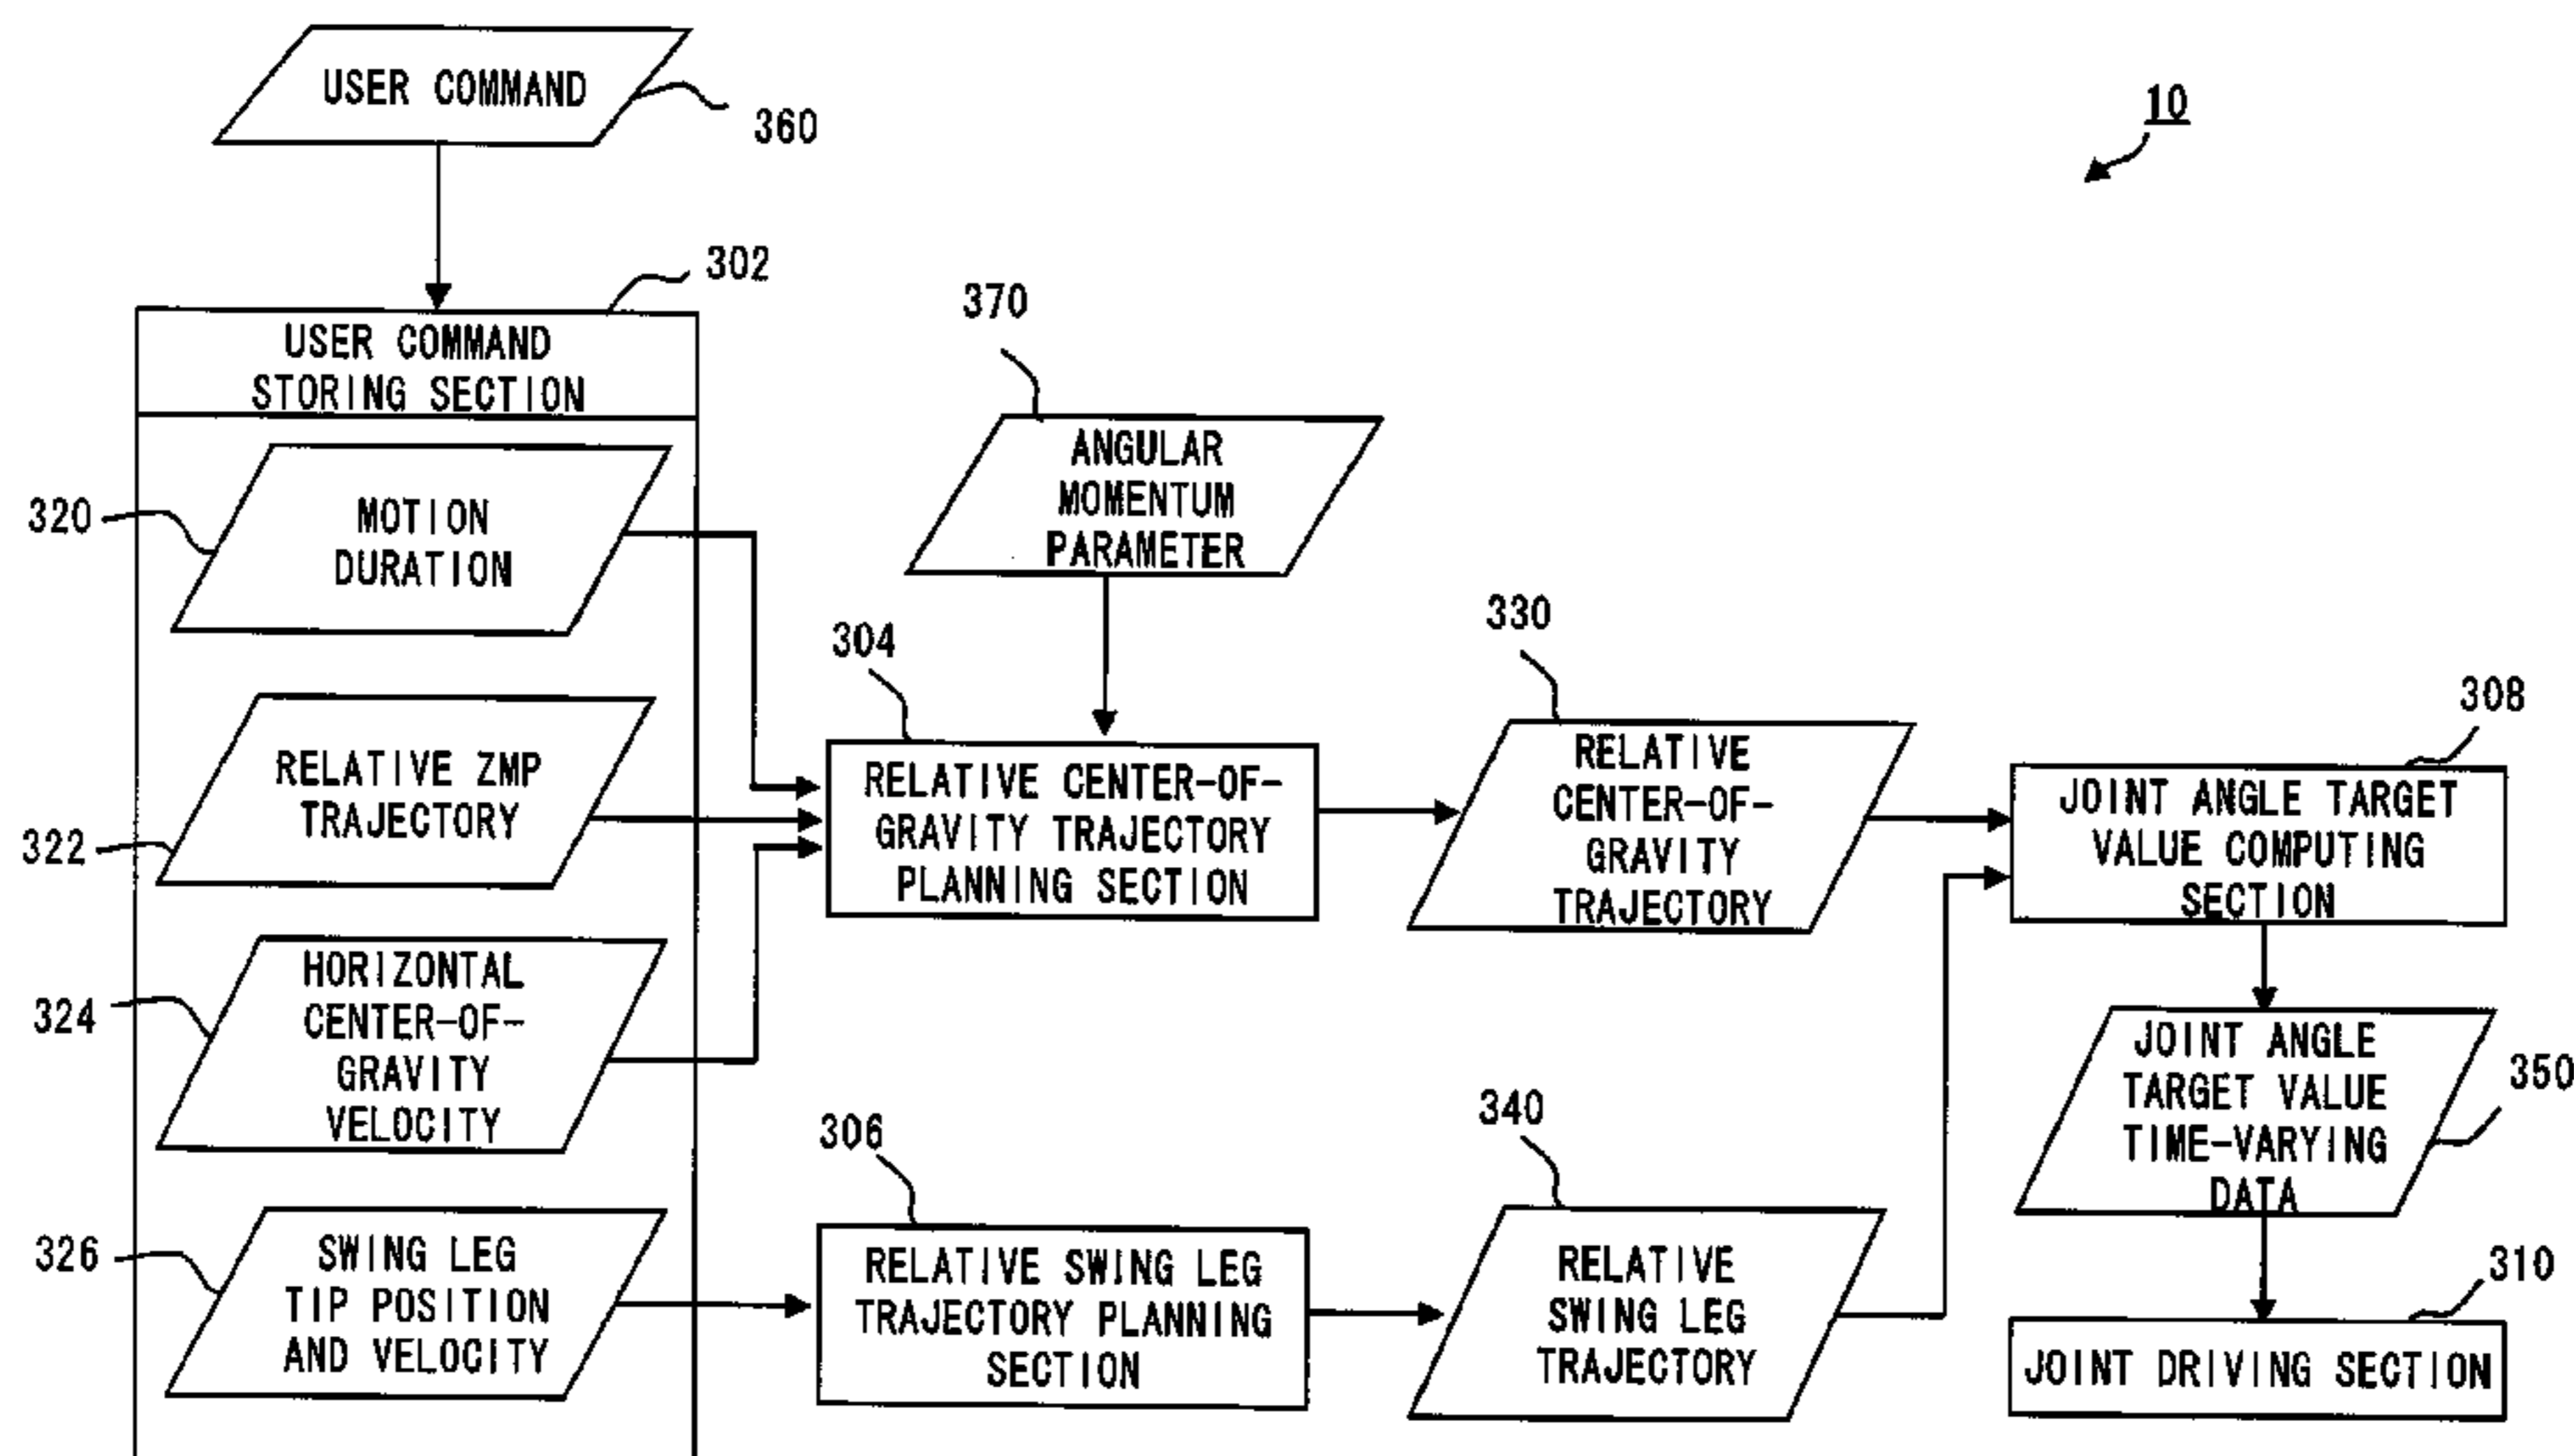 USER COMMAND
360
10
302
USER COMMAND
STORING SECTION
320
MOTION
DURATION
322
RELATIVE ZMP
TRAJECTORY
324
HORIZONTAL
CENTER-OF-
GRAVITY
VELOCITY
326
SWING LEG
TIP POSITION
AND VELOCITY
370
ANGULAR
MOMENTUM
PARAMETER
304
RELATIVE CENTER-OF-
GRAVITY TRAJECTORY
PLANNING SECTION
306
RELATIVE SWING LEG
TRAJECTORY PLANNING
SECTION
330
RELATIVE
CENTER-OF-
GRAVITY
TRAJECTORY
340
RELATIVE
SWING LEG
TRAJECTORY
308
JOINT ANGLE TARGET
VALUE COMPUTING
SECTION
JOINT ANGLE
TARGET VALUE
TIME-VARYING
DATA
350
310
JOINT DRIVING SECTION